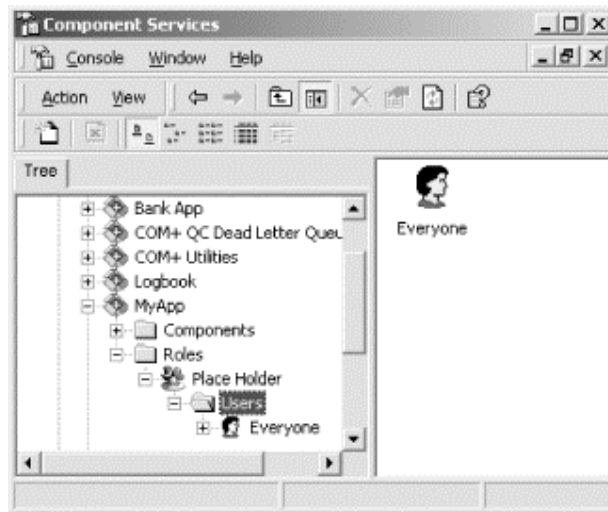 Component Services
Console Window Help
Action View
Tree
Bank App
COM+ QC Dead Letter Queu
COM+ Utilities
Logbook
MyApp
Components
Roles
Place Holder
Users
Everyone
Everyone